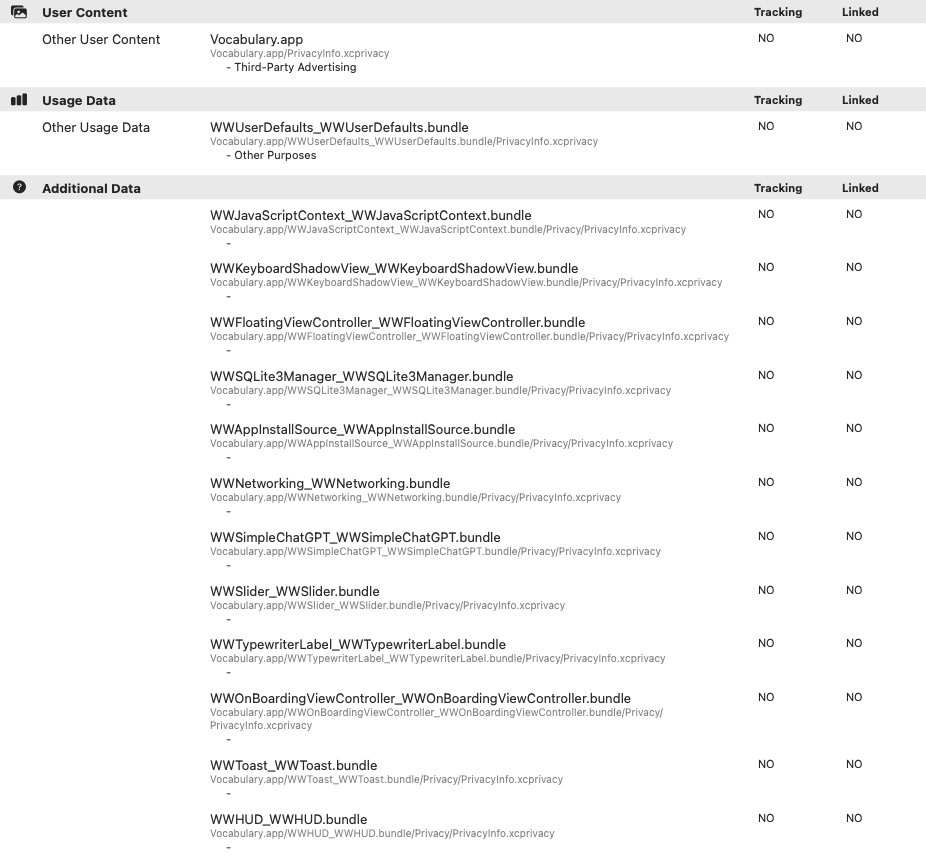 User Content Tracking Linked
Other User Content Vocabulary.app NO NO
Vocabulary.app/PrivacyInfo.xcprivacy
- Third-Party Advertising
Usage Data Tracking Linked
Other Usage Data WWUserDefaults_WWUserDefaults.bundle NO NO
Vocabulary.app/WWUserDefaults_WWUserDefaults.bundle/PrivacyInfo.xcprivacy
- Other Purposes
? Additional Data Tracking Linked
WWJavaScriptContext_WWJavaScriptContext.bundle NO NO
Vocabulary.app/WWJavaScriptContext_WWJavaScriptContext.bundle/Privacy/PrivacyInfo.xcprivacy
-
WWKeyboardShadowView_WWKeyboardShadowView.bundle NO NO
Vocabulary.app/WWKeyboardShadowView_WWKeyboardShadowView.bundle/Privacy/PrivacyInfo.xcprivacy
-
WWFloatingViewController_WWFloatingViewController.bundle NO NO
Vocabulary.app/WWFloatingViewController_WWFloatingViewController.bundle/Privacy/PrivacyInfo.xcprivacy
-
WWSQLite3Manager_WWSQLite3Manager.bundle NO NO
Vocabulary.app/WWSQLite3Manager_WWSQLite3Manager.bundle/Privacy/PrivacyInfo.xcprivacy
-
WWAppInstallSource_WWAppInstallSource.bundle NO NO
Vocabulary.app/WWAppInstallSource_WWAppInstallSource.bundle/Privacy/PrivacyInfo.xcprivacy
-
WWNetworking_WWNetworking.bundle NO NO
Vocabulary.app/WWNetworking_WWNetworking.bundle/Privacy/PrivacyInfo.xcprivacy
-
WWSimpleChatGPT_WWSimpleChatGPT.bundle NO NO
Vocabulary.app/WWSimpleChatGPT_WWSimpleChatGPT.bundle/Privacy/PrivacyInfo.xcprivacy
-
WWSlider_WWSlider.bundle NO NO
Vocabulary.app/WWSlider_WWSlider.bundle/Privacy/PrivacyInfo.xcprivacy
-
WWTypewriterLabel_WWTypewriterLabel.bundle NO NO
Vocabulary.app/WWTypewriterLabel_WWTypewriterLabel.bundle/Privacy/PrivacyInfo.xcprivacy
-
WWOnBoardingViewController_WWOnBoardingViewController.bundle NO NO
Vocabulary.app/WWOnBoardingViewController_WWOnBoardingViewController.bundle/Privacy/
PrivacyInfo.xcprivacy
-
WWToast_WWToast.bundle NO NO
Vocabulary.app/WWToast_WWToast.bundle/Privacy/PrivacyInfo.xcprivacy
-
WWHUD_WWHUD.bundle NO NO
Vocabulary.app/WWHUD_WWHUD.bundle/Privacy/PrivacyInfo.xcprivacy
-